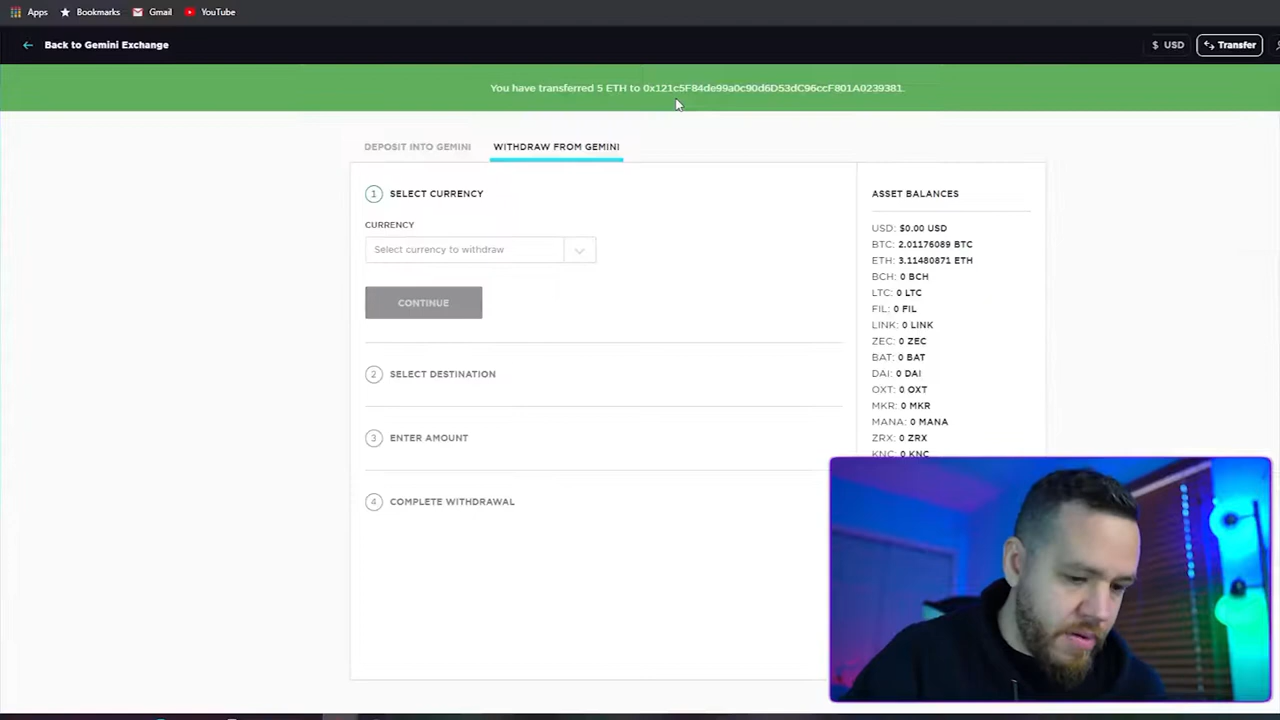 Apps Bookmarks Gmail YouTube
Back to Gemini Exchange
$ USD
Transfer
You have transferred 5 ETH to 0x121c5F84de99a0c90d6D53dC96ccF801A0239381.
DEPOSIT INTO GEMINI
WITHDRAW FROM GEMINI
1 SELECT CURRENCY
CURRENCY
Select currency to withdraw
CONTINUE
2 SELECT DESTINATION
3 ENTER AMOUNT
4 COMPLETE WITHDRAWAL
ASSET BALANCES
USD: $0.00 USD
BTC: 2.01176089 BTC
ETH: 3.11480871 ETH
BCH: 0 BCH
LTC: 0 LTC
FIL: 0 FIL
LINK: 0 LINK
ZEC: 0 ZEC
BAT: 0 BAT
DAI: 0 DAI
OXT: 0 OXT
MKR: 0 MKR
MANA: 0 MANA
ZRX: 0 ZRX
KNC: 0 KNC